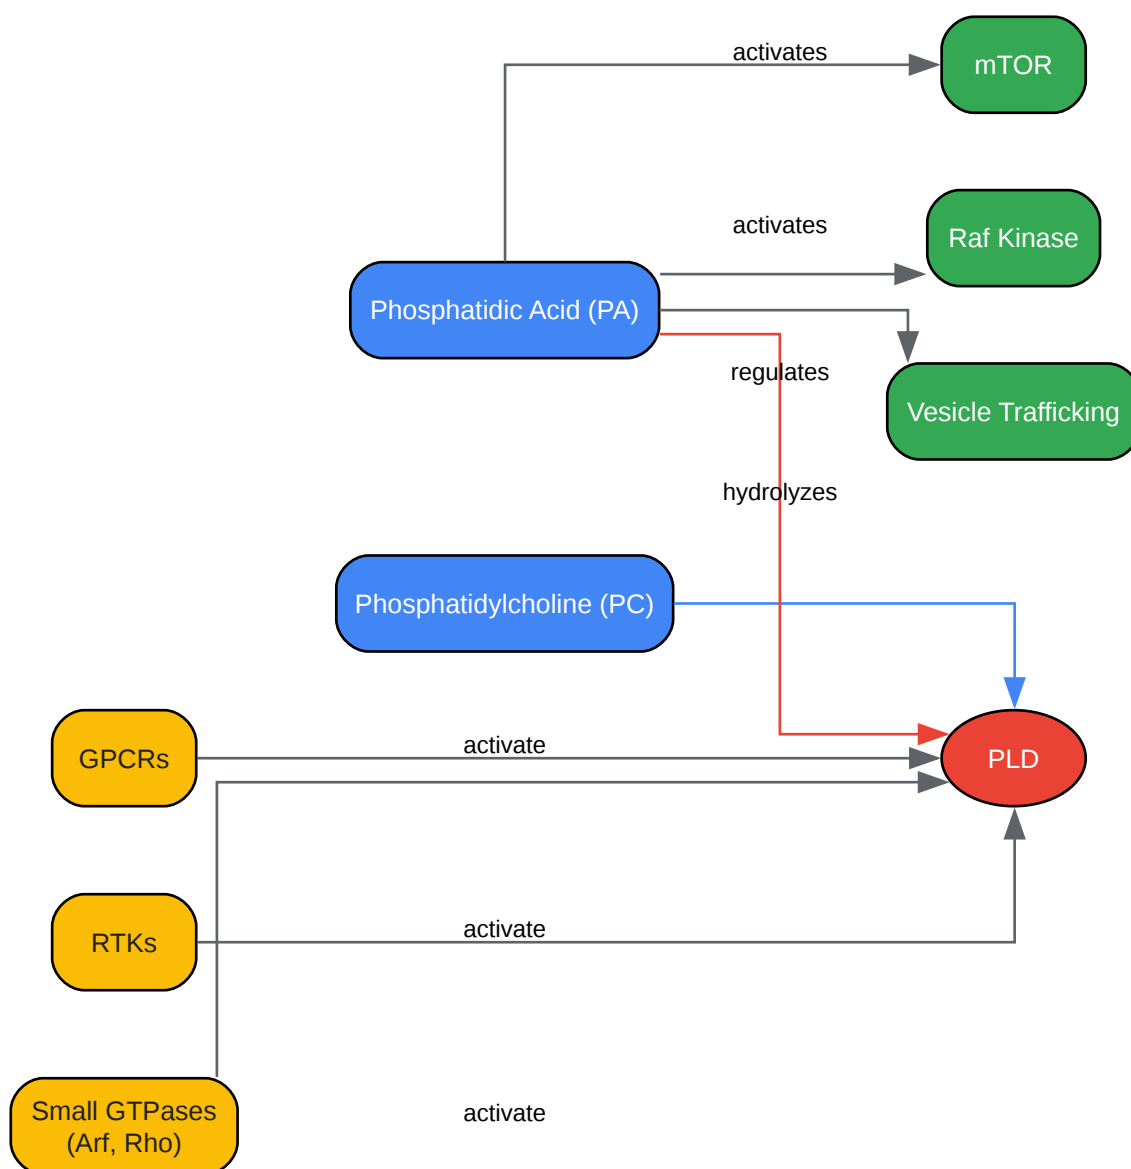 activates
mTOR
activates
Raf Kinase
Phosphatidic Acid (PA)
regulates
Vesicle Trafficking
hydrolyzes
Phosphatidylcholine (PC)
GPCRs
activate
PLD
RTKs
activate
Small GTPases
(Arf, Rho)
activate